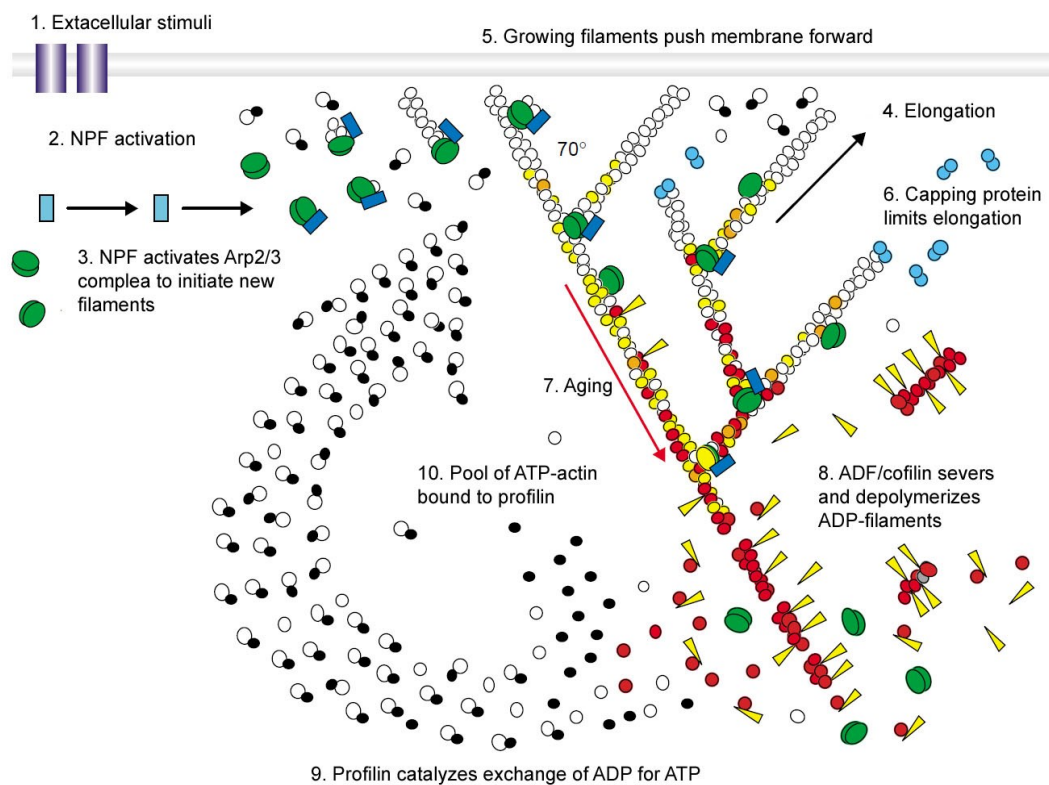 1. Extacellular stimuli
5. Growing filaments push membrane forward
2. NPF activation
70°
4. Elongation
6. Capping protein
limits elongation
3. NPF activates Arp2/3
complea to initiate new
filaments
7. Aging
10. Pool of ATP-actin
bound to profilin
8. ADF/cofilin severs
and depolymerizes
ADP-filaments
9. Profilin catalyzes exchange of ADP for ATP